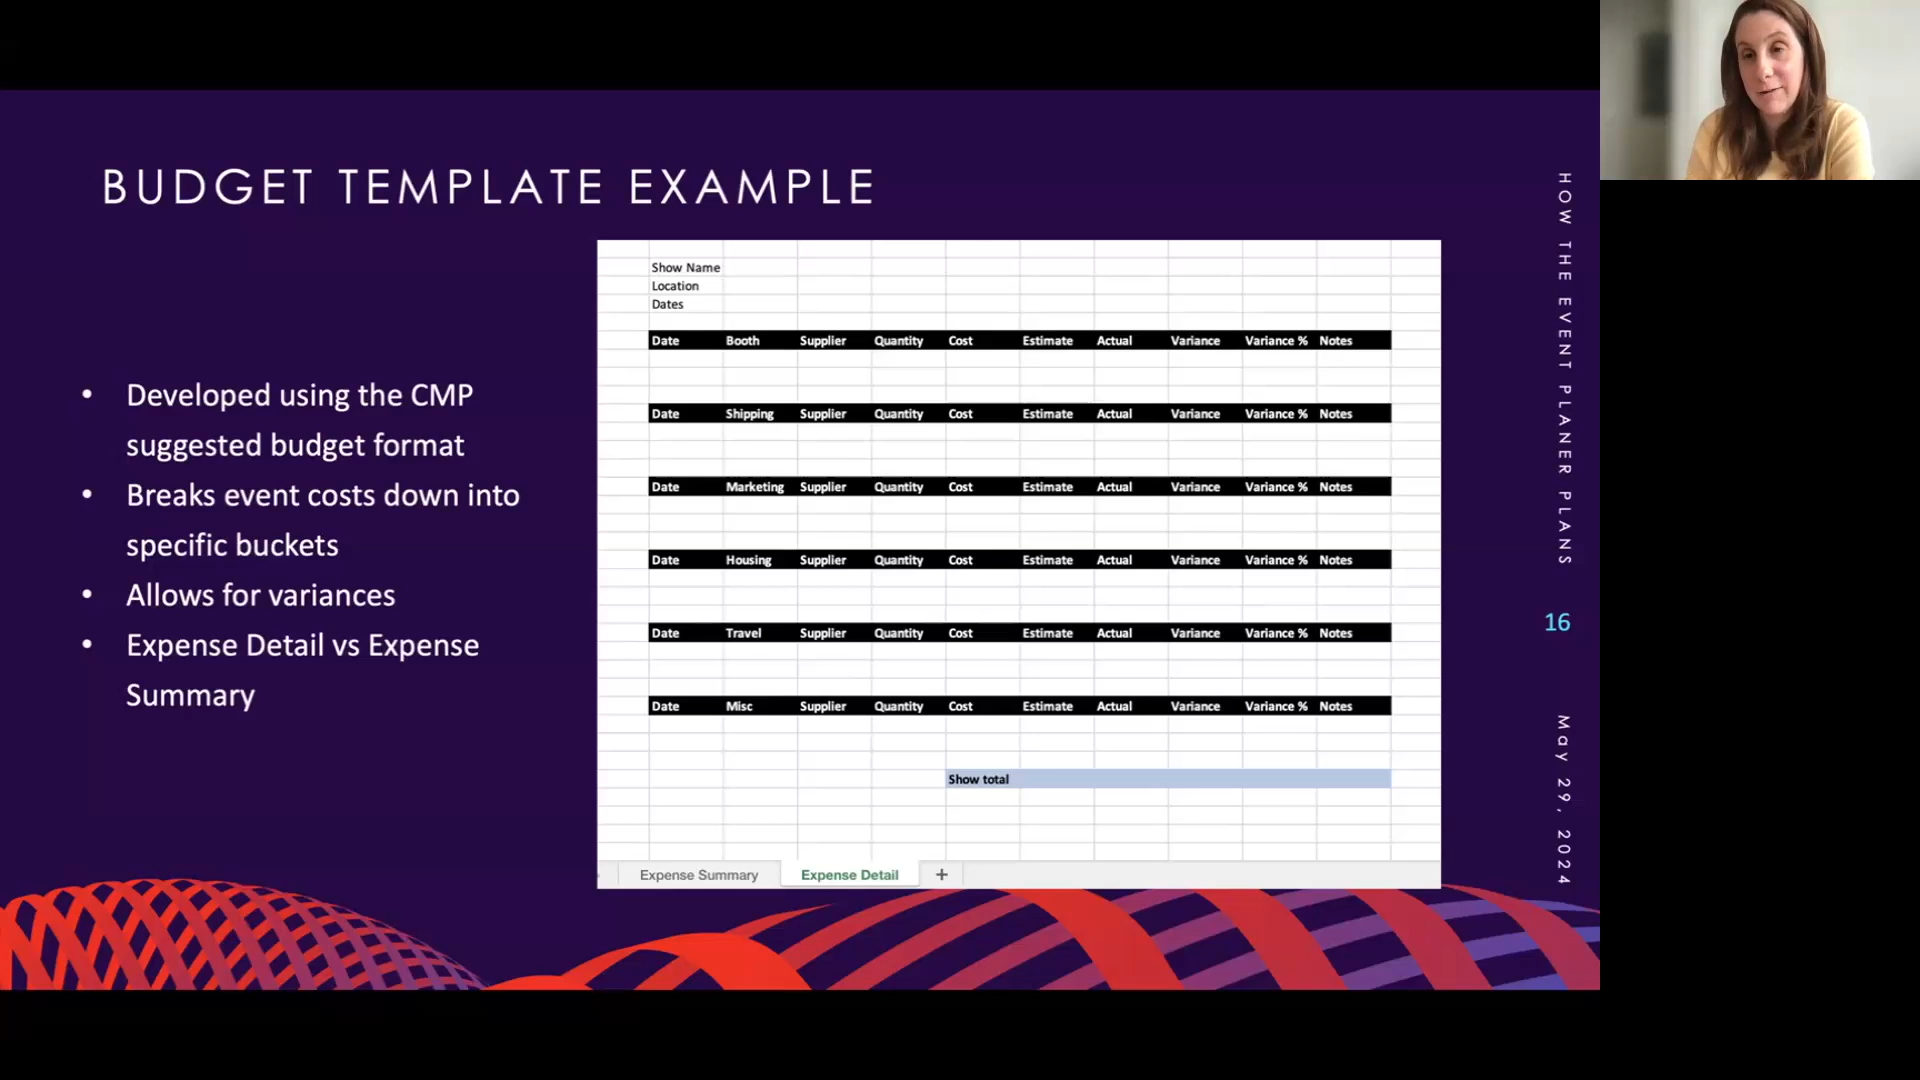 BUDGET TEMPLATE EXAMPLE
• Developed using the CMP
suggested budget format
• Breaks event costs down into
specific buckets
• Allows for variances
• Expense Detail vs Expense
Summary
Show Name
Location
Dates
Date Booth Supplier Quantity Cost Estimate Actual Variance Variance % Notes
Date Shipping Supplier Quantity Cost Estimate Actual Variance Variance % Notes
Date Marketing Supplier Quantity Cost Estimate Actual Variance Variance % Notes
Date Housing Supplier Quantity Cost Estimate Actual Variance Variance % Notes
Date Travel Supplier Quantity Cost Estimate Actual Variance Variance % Notes
Date Misc Supplier Quantity Cost Estimate Actual Variance Variance % Notes
Show total
Expense Summary Expense Detail +
HOW THE EVENT PLANER PLANS
16
May 29, 2024